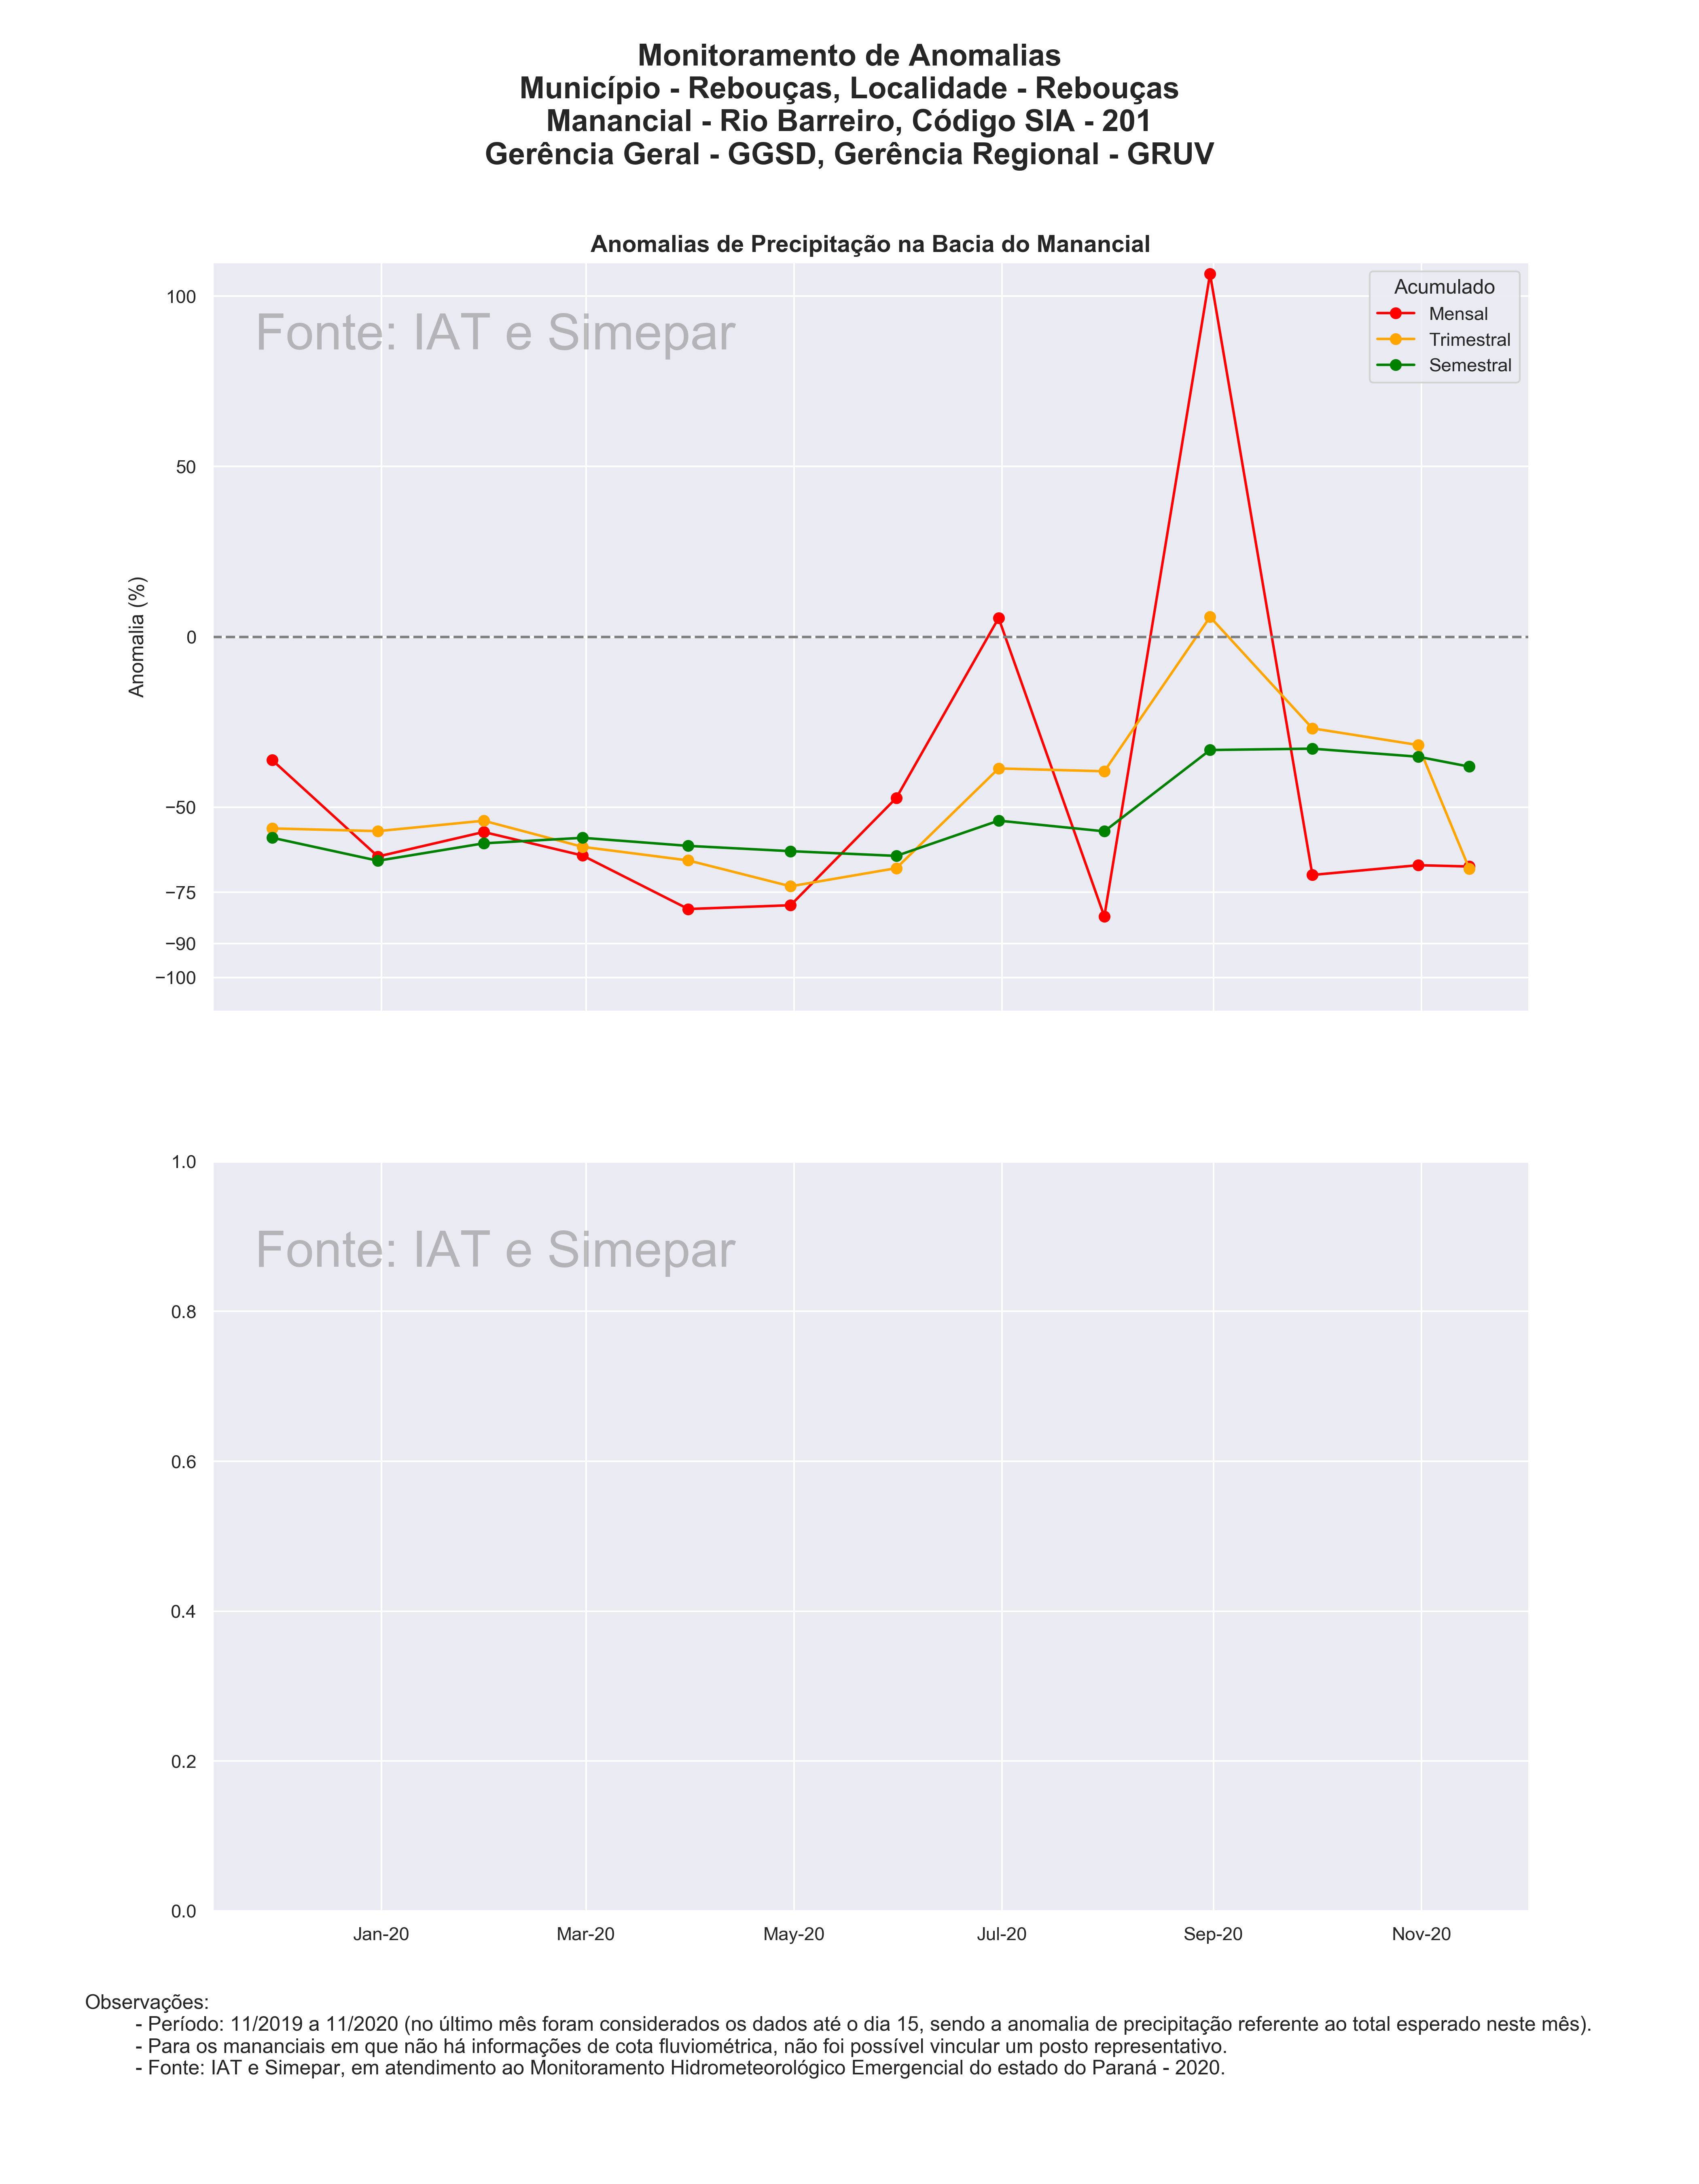 Monitoramento de Anomalias
Município - Rebouças, Localidade - Rebouças
Manancial - Rio Barreiro, Código SIA - 201
Gerência Geral - GGSD, Gerência Regional - GRUV
Anomalias de Precipitação na Bacia do Manancial
Fonte: IAT e Simepar
Acumulado
Mensal
Trimestral
Semestral
Anomalia (%)
100
50
0
−50
−75
−90
−100
Fonte: IAT e Simepar
1.0
0.8
0.6
0.4
0.2
0.0
Jan-20 Mar-20 May-20 Jul-20 Sep-20 Nov-20
Observações:
- Período: 11/2019 a 11/2020 (no último mês foram considerados os dados até o dia 15, sendo a anomalia de precipitação referente ao total esperado neste mês).
- Para os mananciais em que não há informações de cota fluviométrica, não foi possível vincular um posto representativo.
- Fonte: IAT e Simepar, em atendimento ao Monitoramento Hidrometeorológico Emergencial do estado do Paraná - 2020.